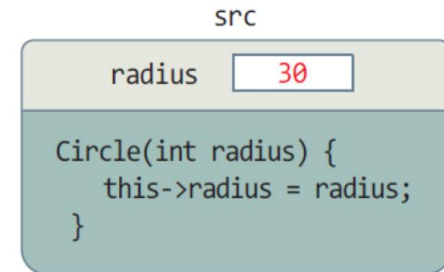 src
radius 30
Circle(int radius) {
this->radius = radius;
}